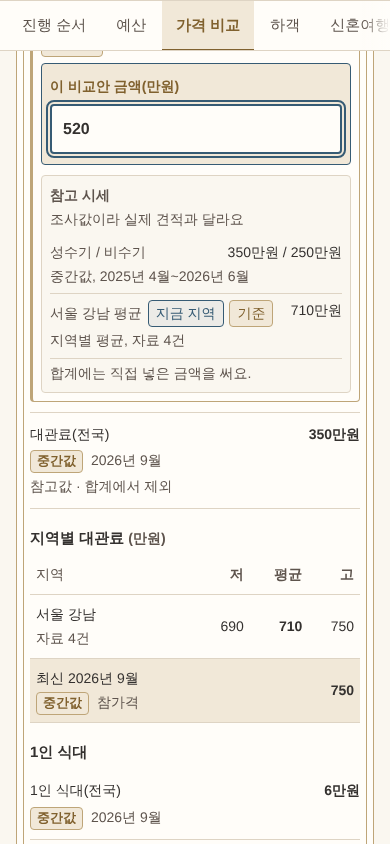 진행 순서 예산 가격 비교 하객 신혼여행
이 비교안 금액(만원)
520
참고 시세
조사값이라 실제 견적과 달라요
성수기 / 비수기 350만원 / 250만원
중간값, 2025년 4월~2026년 6월
서울 강남 평균 지금 지역 기준 710만원
지역별 평균, 자료 4건
합계에는 직접 넣은 금액을 써요.
대관료(전국) 350만원
중간값 2026년 9월
참고값 · 합계에서 제외
지역별 대관료 (만원)
지역 저 평균 고
서울 강남 690 710 750
자료 4건
최신 2026년 9월 750
중간값 참가격
1인 식대
1인 식대(전국) 6만원
중간값 2026년 9월